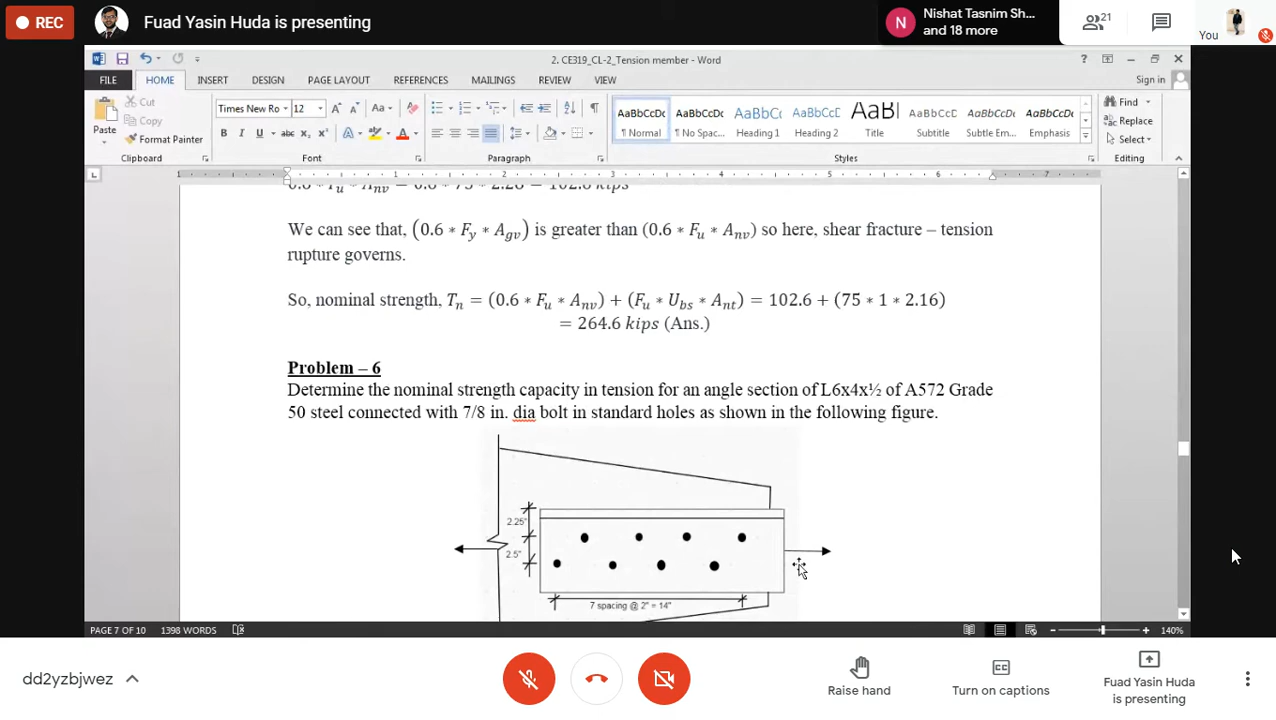 REC
Fuad Yasin Huda is presenting
N
Nishat Tasnim Sh...
and 18 more
21
You
2. CE319_CL-2_Tension member - Word
?
FILE HOME INSERT DESIGN PAGE LAYOUT REFERENCES MAILINGS REVIEW VIEW
Sign in
Paste
Cut
Copy
Format Painter
Clipboard
Times New Ro 12
Font
Paragraph
AaBbCcDc AaBbCcDc AaBbC AaBbCc AaBl AaBbCcD AaBbCcDc AaBbCcDc
¶ Normal ¶ No Spac... Heading 1 Heading 2 Title Subtitle Subtle Em... Emphasis
Styles
Find
Replace
Select
Editing
We can see that, (0.6 ∗ F_y ∗ A_gv) is greater than (0.6 ∗ F_u ∗ A_nv) so here, shear fracture – tension
rupture governs.
So, nominal strength, T_n = (0.6 ∗ F_u ∗ A_nv) + (F_u ∗ U_bs ∗ A_nt) = 102.6 + (75 ∗ 1 ∗ 2.16)
= 264.6 kips (Ans.)
Problem – 6
Determine the nominal strength capacity in tension for an angle section of L6x4x½ of A572 Grade
50 steel connected with 7/8 in. dia bolt in standard holes as shown in the following figure.
2.25"
2.5"
7 spacing @ 2" = 14"
PAGE 7 OF 10 1398 WORDS
140%
dd2yzbjwez
Raise hand
Turn on captions
Fuad Yasin Huda
is presenting